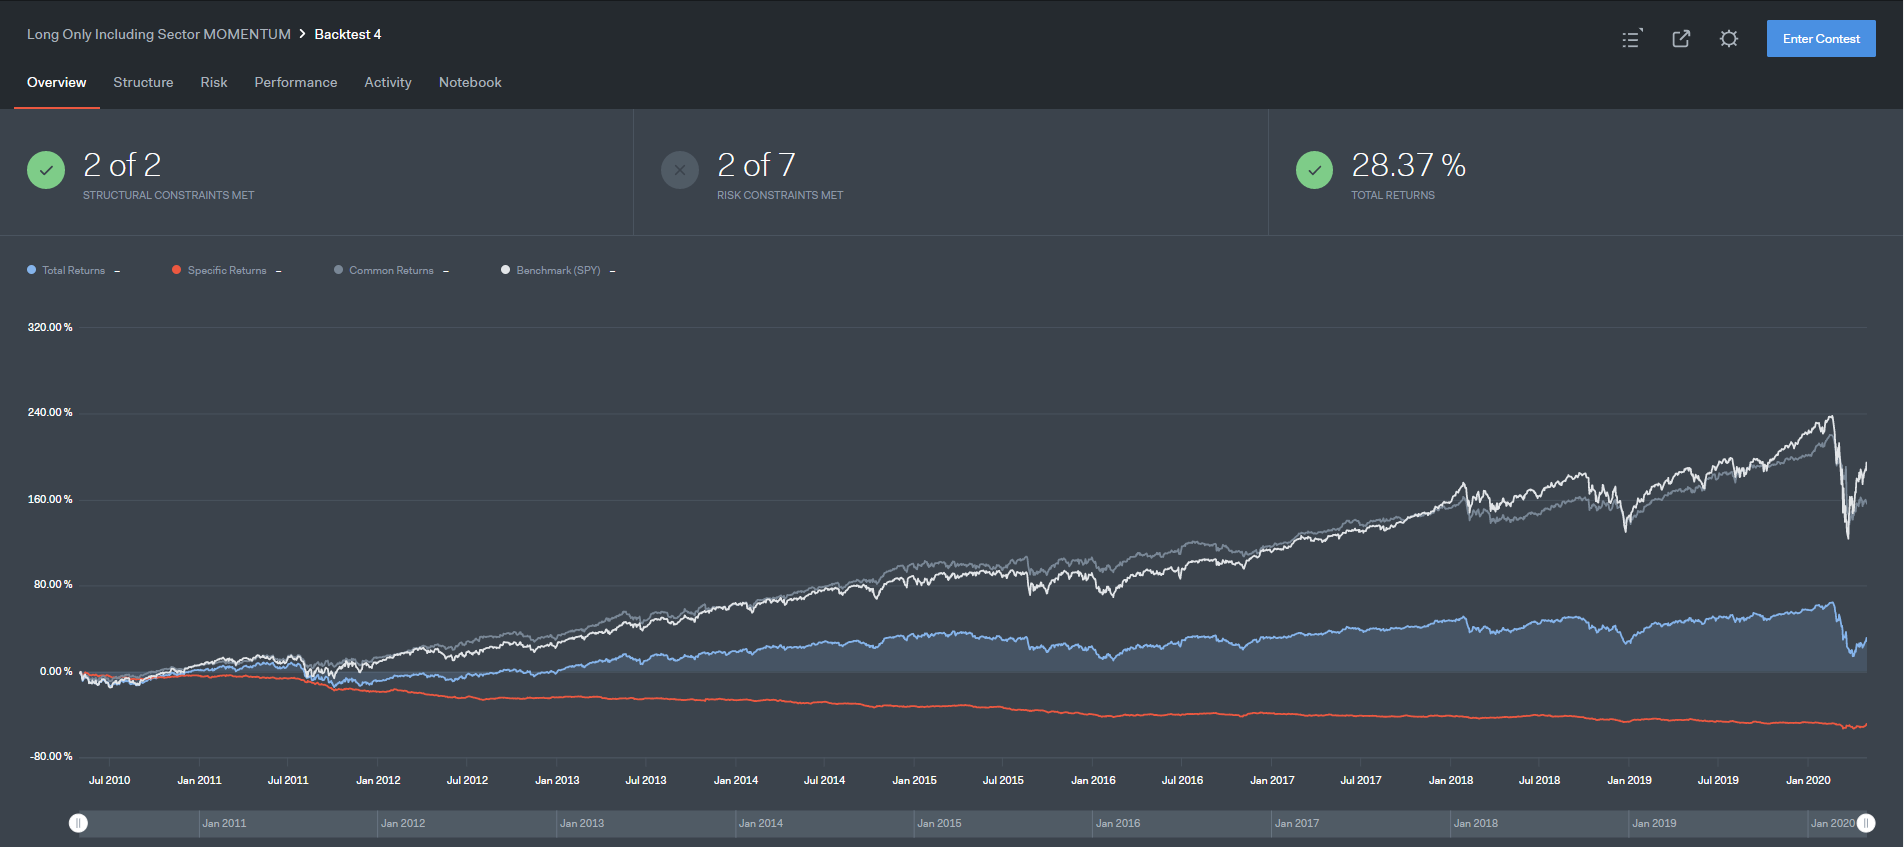 Long Only Including Sector MOMENTUM > Backtest 4
Enter Contest
Overview Structure Risk Performance Activity Notebook
2 of 2
STRUCTURAL CONSTRAINTS MET
2 of 7
RISK CONSTRAINTS MET
28.37 %
TOTAL RETURNS
Total Returns – Specific Returns – Common Returns – Benchmark (SPY) –
320.00 %
240.00 %
160.00 %
80.00 %
0.00 %
-80.00 %
Jul 2010 Jan 2011 Jul 2011 Jan 2012 Jul 2012 Jan 2013 Jul 2013 Jan 2014 Jul 2014 Jan 2015 Jul 2015 Jan 2016 Jul 2016 Jan 2017 Jul 2017 Jan 2018 Jul 2018 Jan 2019 Jul 2019 Jan 2020
Jan 2011 Jan 2012 Jan 2013 Jan 2014 Jan 2015 Jan 2016 Jan 2017 Jan 2018 Jan 2019 Jan 2020